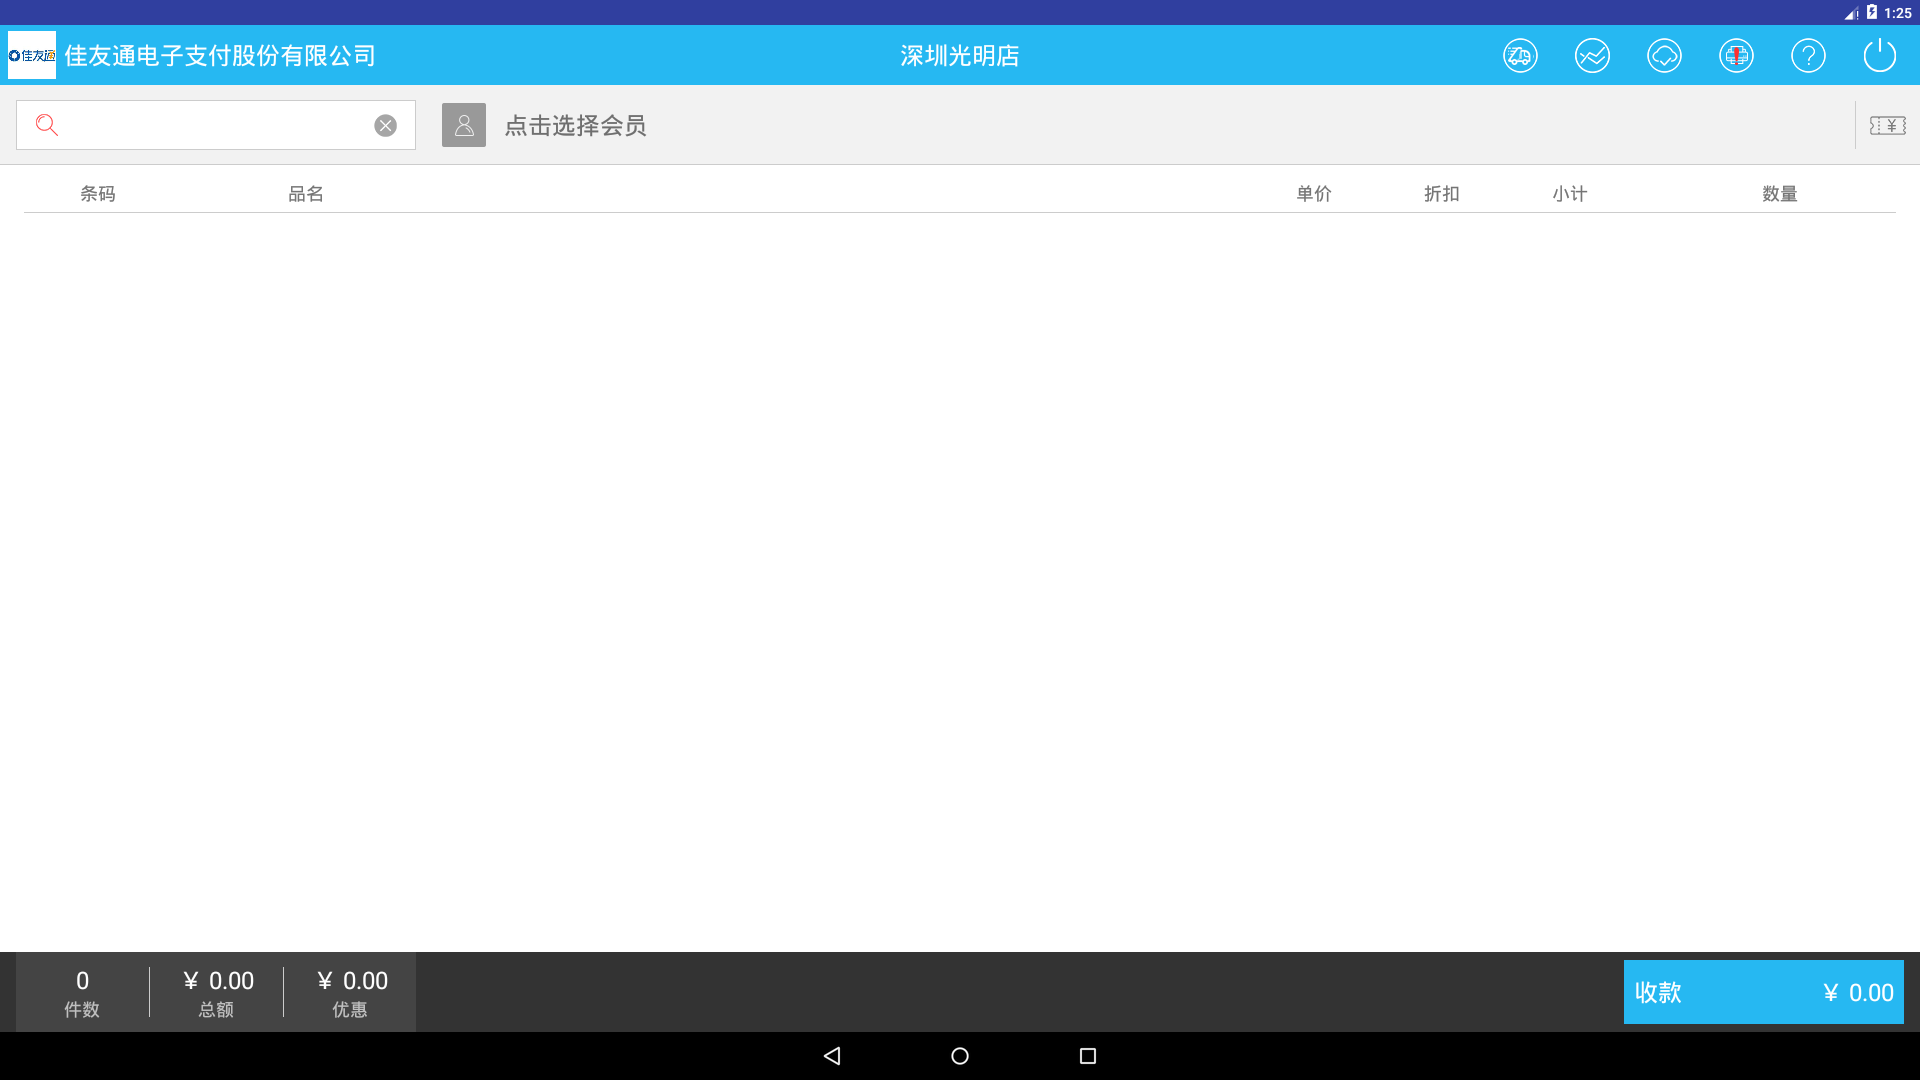 1:25
佳友通 佳友通电子支付股份有限公司 深圳光明店
点击选择会员
条码 品名 单价 折扣 小计 数量
0 ¥ 0.00 ¥ 0.00
件数 总额 优惠
收款 ¥ 0.00